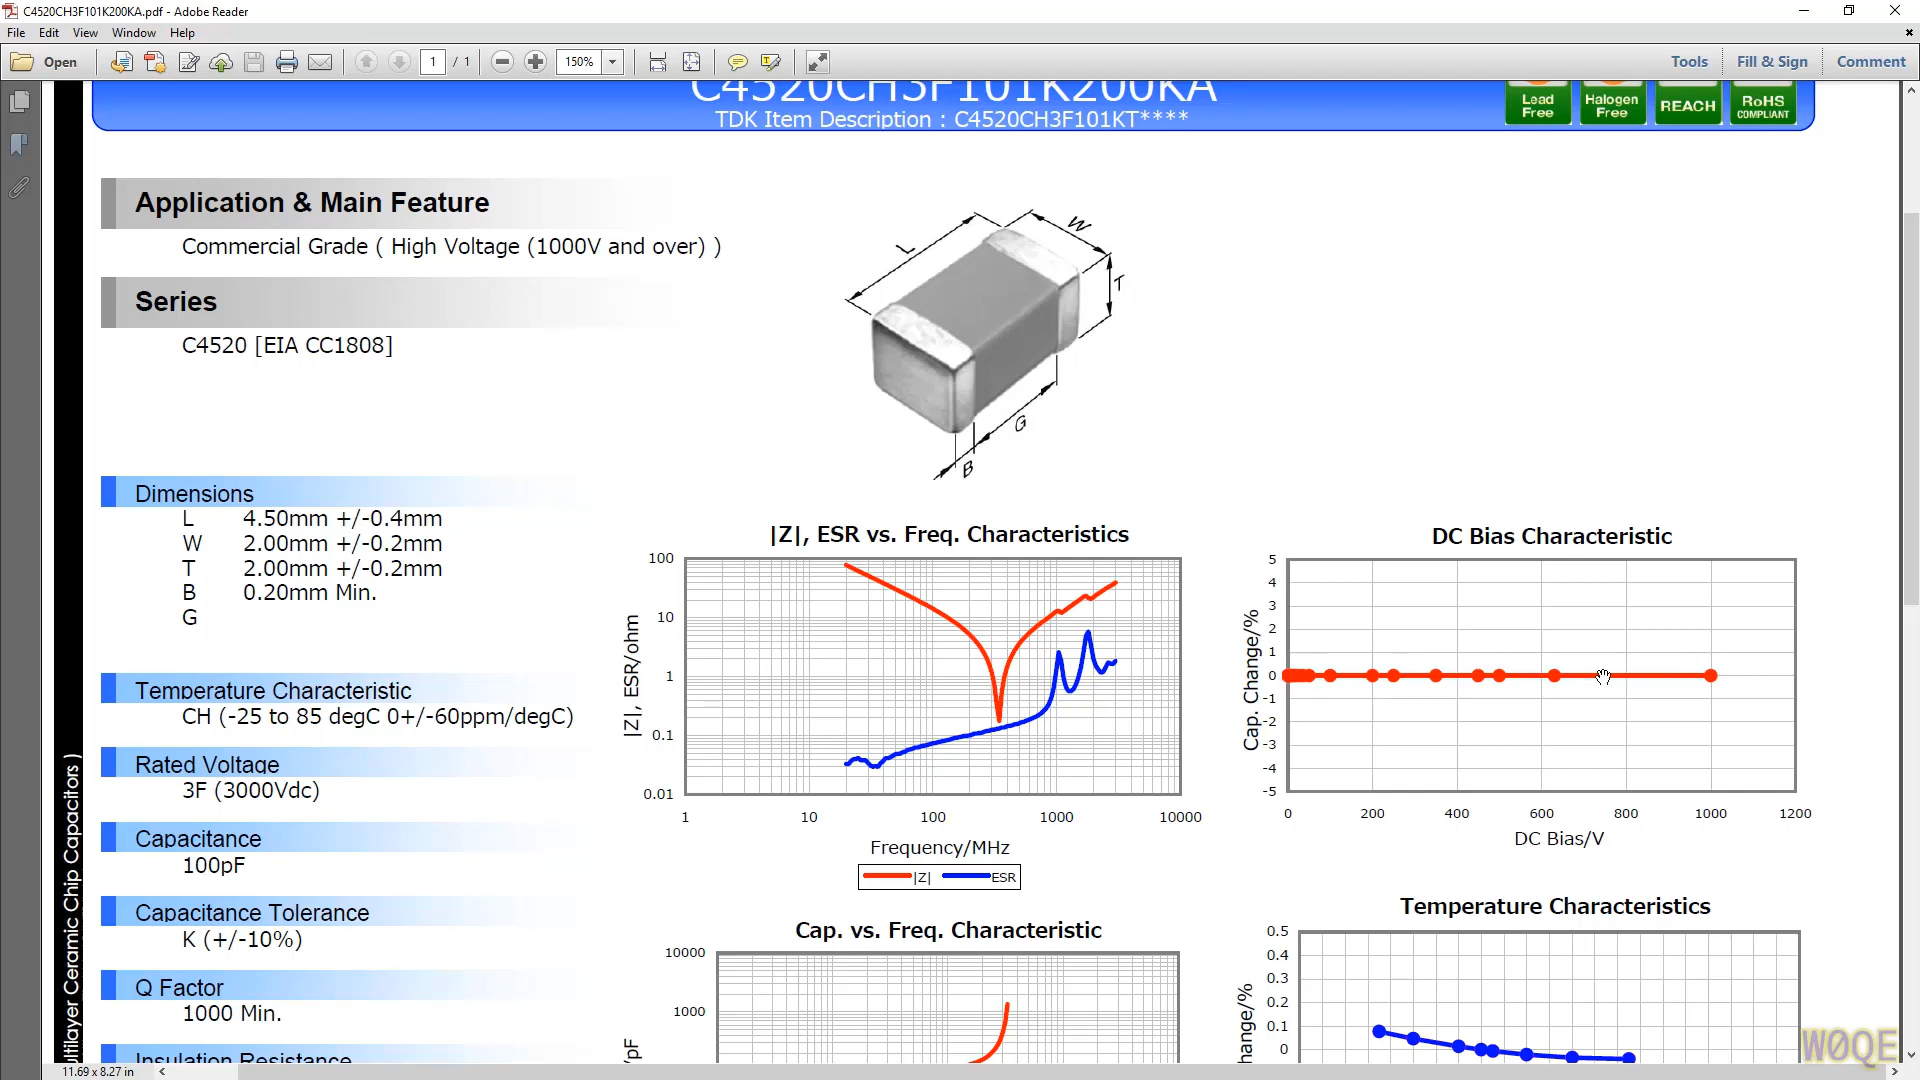 C4520CH3F101K200KA.pdf - Adobe Reader
File Edit View Window Help
Open 1 / 1 150% Tools Fill & Sign Comment
C4520CH3F101K200KA
TDK Item Description : C4520CH3F101KT****
Lead Free
Halogen Free
REACH
RoHS COMPLIANT
Application & Main Feature
Commercial Grade ( High Voltage (1000V and over) )
Series
C4520 [EIA CC1808]
L
W
T
G
B
Dimensions
L 4.50mm +/-0.4mm
W 2.00mm +/-0.2mm
T 2.00mm +/-0.2mm
B 0.20mm Min.
G
Temperature Characteristic
CH (-25 to 85 degC 0+/-60ppm/degC)
Rated Voltage
3F (3000Vdc)
Capacitance
100pF
Capacitance Tolerance
K (+/-10%)
Q Factor
1000 Min.
Insulation Resistance
Multilayer Ceramic Chip Capacitors )
|Z|, ESR vs. Freq. Characteristics
|Z|, ESR/ohm
100
10
1
0.1
0.01
1 10 100 1000 10000
Frequency/MHz
|Z| ESR
DC Bias Characteristic
Cap. Change/%
5
4
3
2
1
0
-1
-2
-3
-4
-5
0 200 400 600 800 1000 1200
DC Bias/V
Cap. vs. Freq. Characteristic
10000
1000
/pF
Temperature Characteristics
0.5
0.4
0.3
0.2
0.1
0
hange/%
W0QE
11.69 x 8.27 in